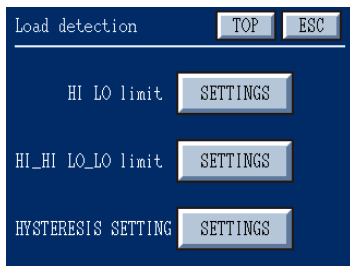 Load detection TOP ESC
HI LO limit SETTINGS
HI_HI LO_LO limit SETTINGS
HYSTERESIS SETTING SETTINGS